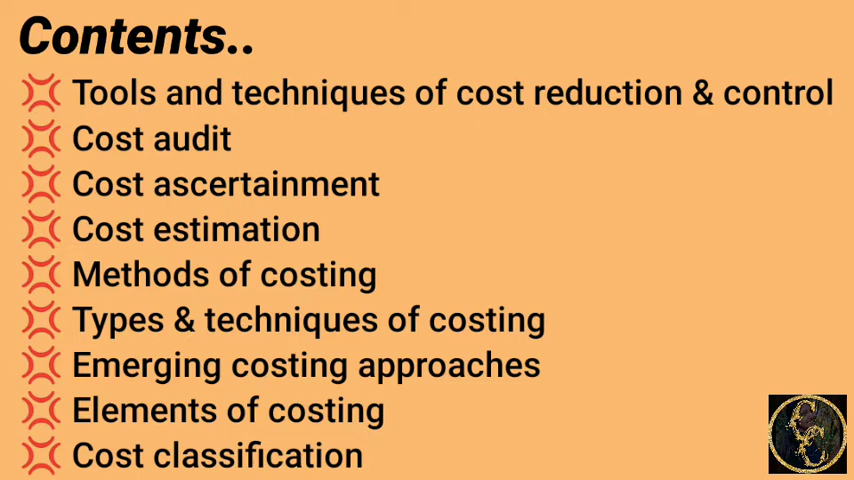 Contents..
Tools and techniques of cost reduction & control
Cost audit
Cost ascertainment
Cost estimation
Methods of costing
Types & techniques of costing
Emerging costing approaches
Elements of costing
Cost classification